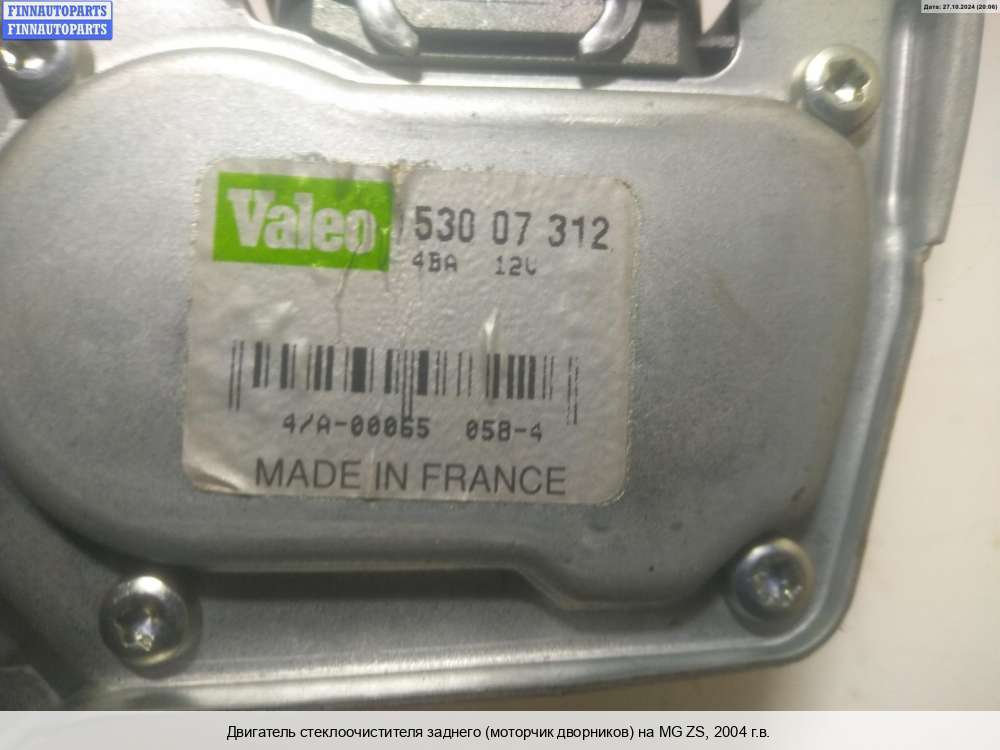 FINNAUTOPARTS
FINNAUTOPARTS
Дата: 27.10.2024 (20:06)
Valeo 530 07 312
4BA 12V
4/A-00065 058-4
MADE IN FRANCE
Двигатель стеклоочистителя заднего (моторчик дворников) на MG ZS, 2004 г.в.